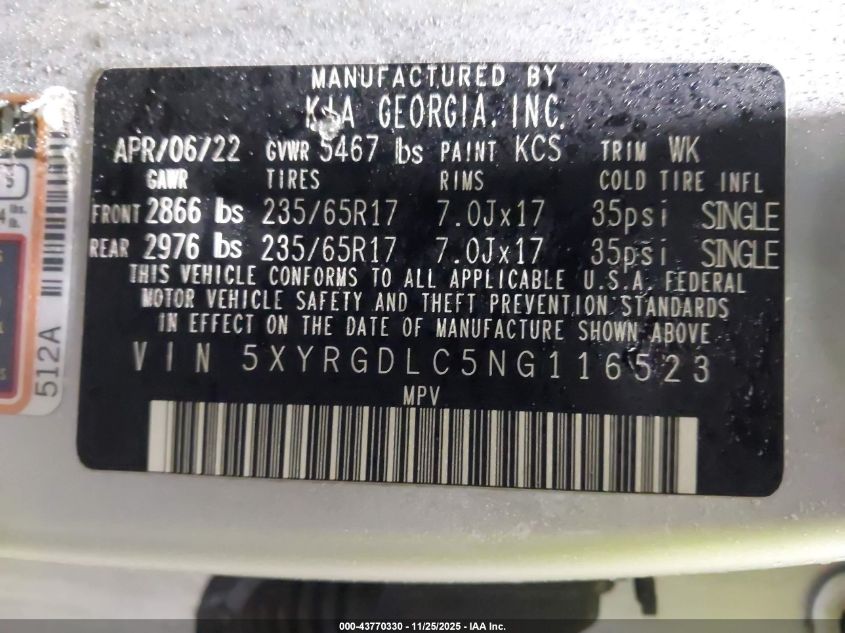 MANUFACTURED BY
KIA GEORGIA, INC.
APR/06/22 GVWR 5467 lbs PAINT KCS TRIM WK
GAWR TIRES RIMS COLD TIRE INFL
FRONT 2866 lbs 235/65R17 7.0Jx17 35psi SINGLE
REAR 2976 lbs 235/65R17 7.0Jx17 35psi SINGLE
THIS VEHICLE CONFORMS TO ALL APPLICABLE U.S.A. FEDERAL
MOTOR VEHICLE SAFETY AND THEFT PREVENTION STANDARDS
IN EFFECT ON THE DATE OF MANUFACTURE SHOWN ABOVE
VIN 5XYRGDLC5NG116523
MPV
512A
000-43770330 - 11/25/2025 - IAA Inc.